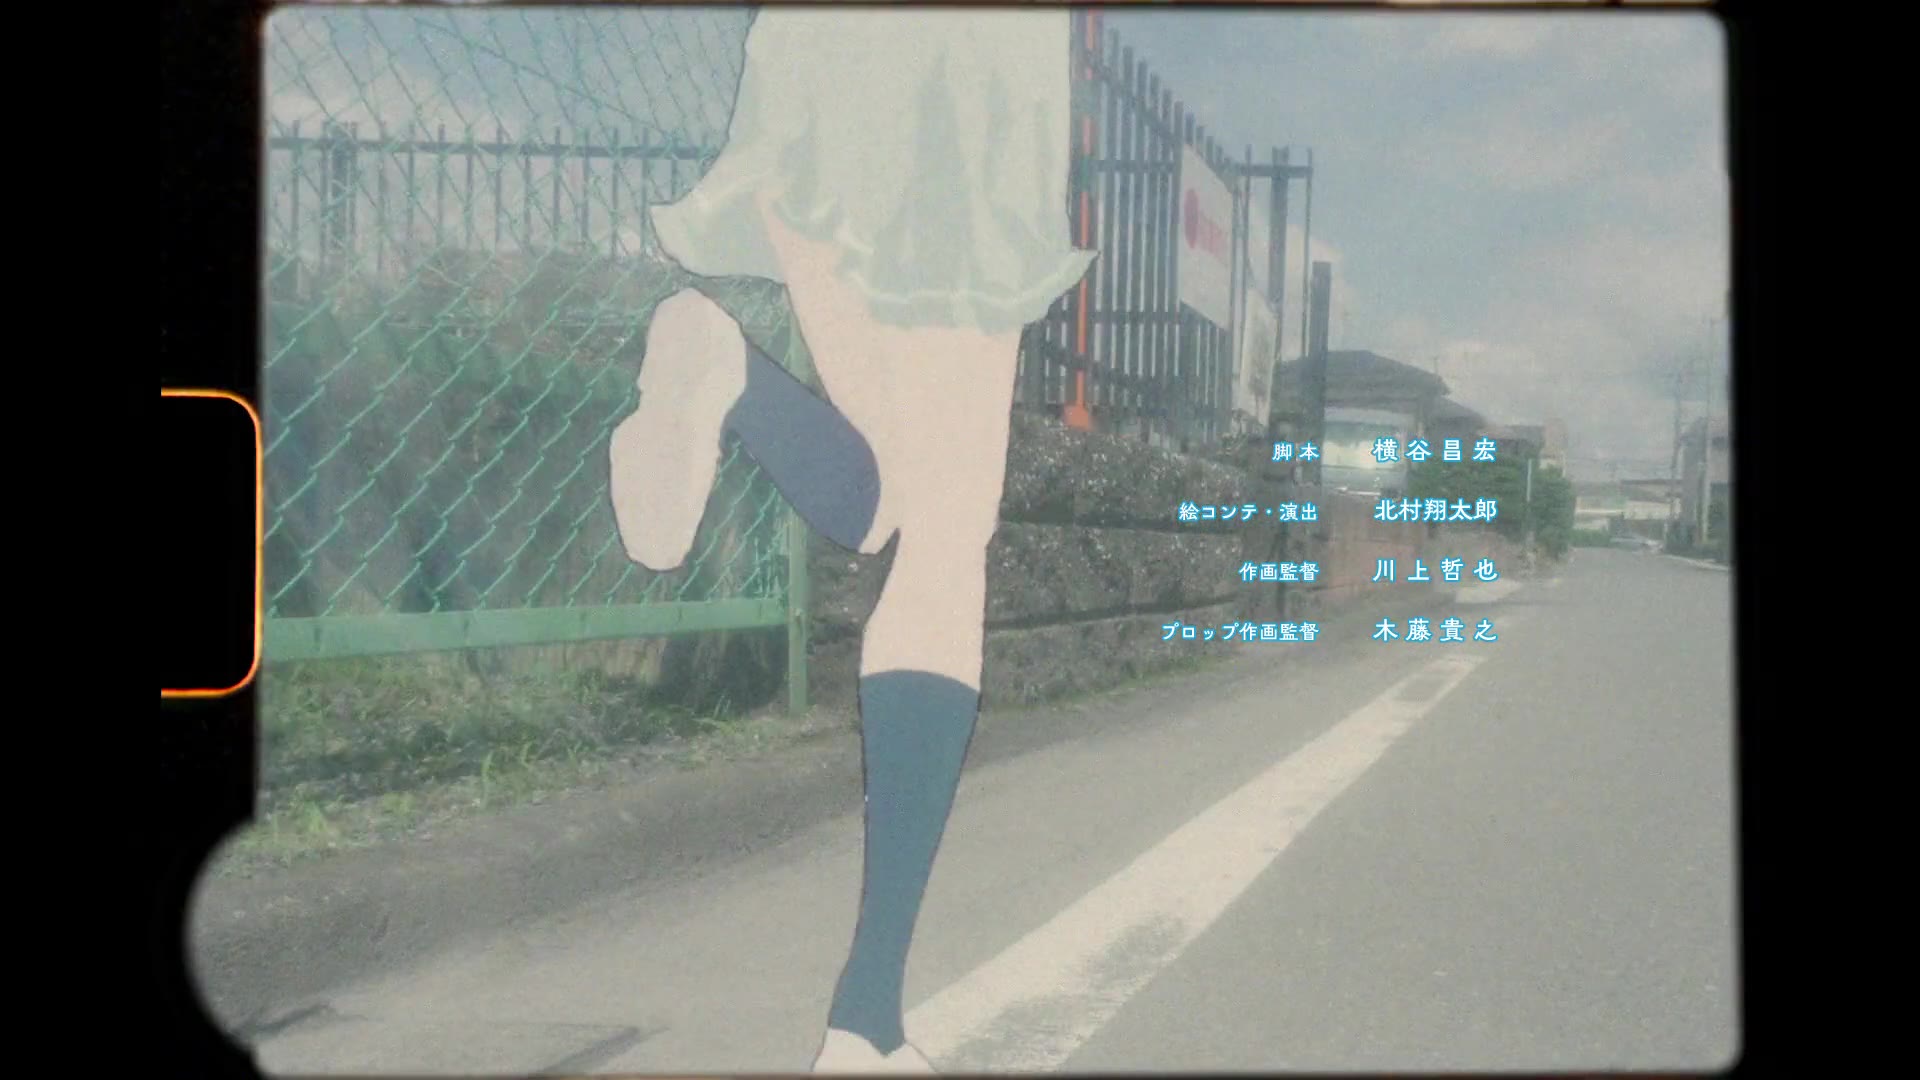 脚本 横谷昌宏
絵コンテ・演出 北村翔太郎
作画監督 川上哲也
プロップ作画監督 木藤貴之